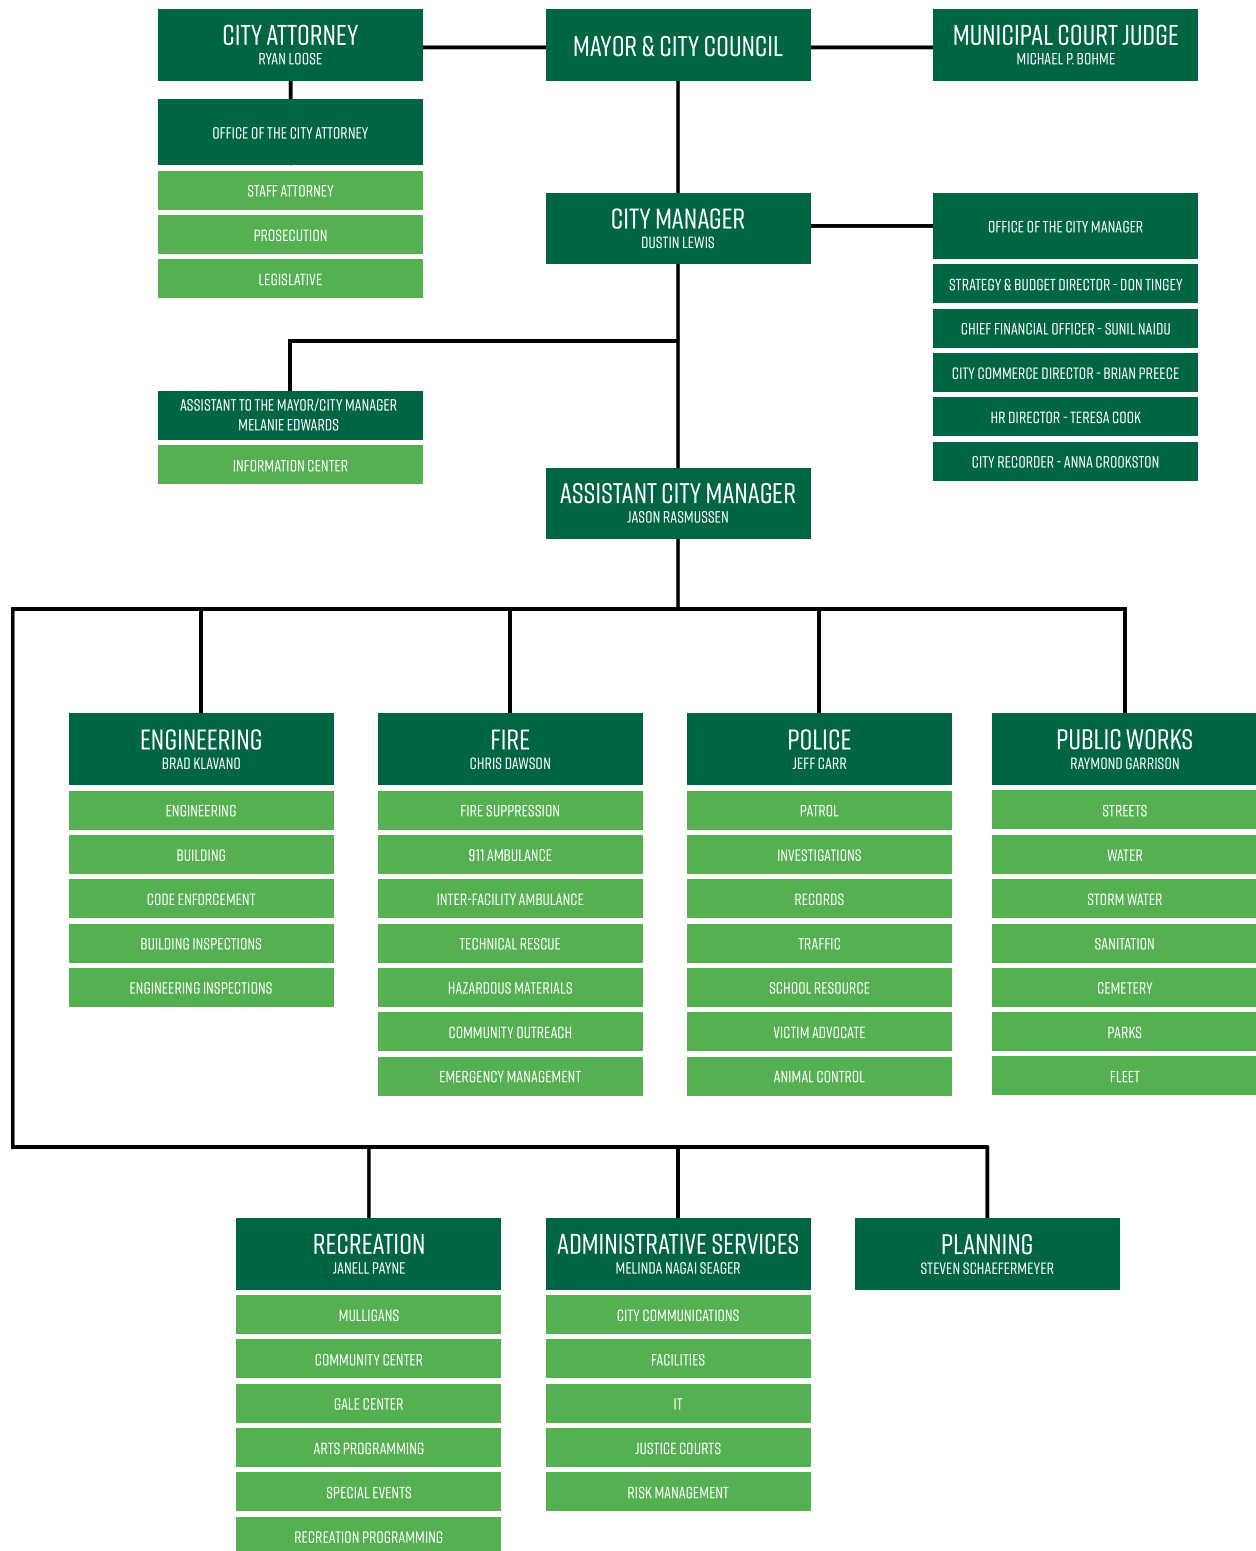 CITY ATTORNEY
RYAN LOOSE
MAYOR & CITY COUNCIL
MUNICIPAL COURT JUDGE
MICHAEL P. BOHME
OFFICE OF THE CITY ATTORNEY
STAFF ATTORNEY
PROSECUTION
LEGISLATIVE
CITY MANAGER
DUSTIN LEWIS
OFFICE OF THE CITY MANAGER
STRATEGY & BUDGET DIRECTOR - DON TINGEY
CHIEF FINANCIAL OFFICER - SUNIL NAIDU
CITY COMMERCE DIRECTOR - BRIAN PREECE
HR DIRECTOR - TERESA COOK
CITY RECORDER - ANNA CROOKSTON
ASSISTANT TO THE MAYOR/CITY MANAGER
MELANIE EDWARDS
INFORMATION CENTER
ASSISTANT CITY MANAGER
JASON RASMUSSEN
ENGINEERING
BRAD KLAVANO
ENGINEERING
BUILDING
CODE ENFORCEMENT
BUILDING INSPECTIONS
ENGINEERING INSPECTIONS
FIRE
CHRIS DAWSON
FIRE SUPPRESSION
911 AMBULANCE
INTER-FACILITY AMBULANCE
TECHNICAL RESCUE
HAZARDOUS MATERIALS
COMMUNITY OUTREACH
EMERGENCY MANAGEMENT
POLICE
JEFF CARR
PATROL
INVESTIGATIONS
RECORDS
TRAFFIC
SCHOOL RESOURCE
VICTIM ADVOCATE
ANIMAL CONTROL
PUBLIC WORKS
RAYMOND GARRISON
STREETS
WATER
STORM WATER
SANITATION
CEMETERY
PARKS
FLEET
RECREATION
JANELL PAYNE
MULLIGANS
COMMUNITY CENTER
GALE CENTER
ARTS PROGRAMMING
SPECIAL EVENTS
RECREATION PROGRAMMING
ADMINISTRATIVE SERVICES
MELINDA NAGAI SEAGER
CITY COMMUNICATIONS
FACILITIES
IT
JUSTICE COURTS
RISK MANAGEMENT
PLANNING
STEVEN SCHAEFERMEYER